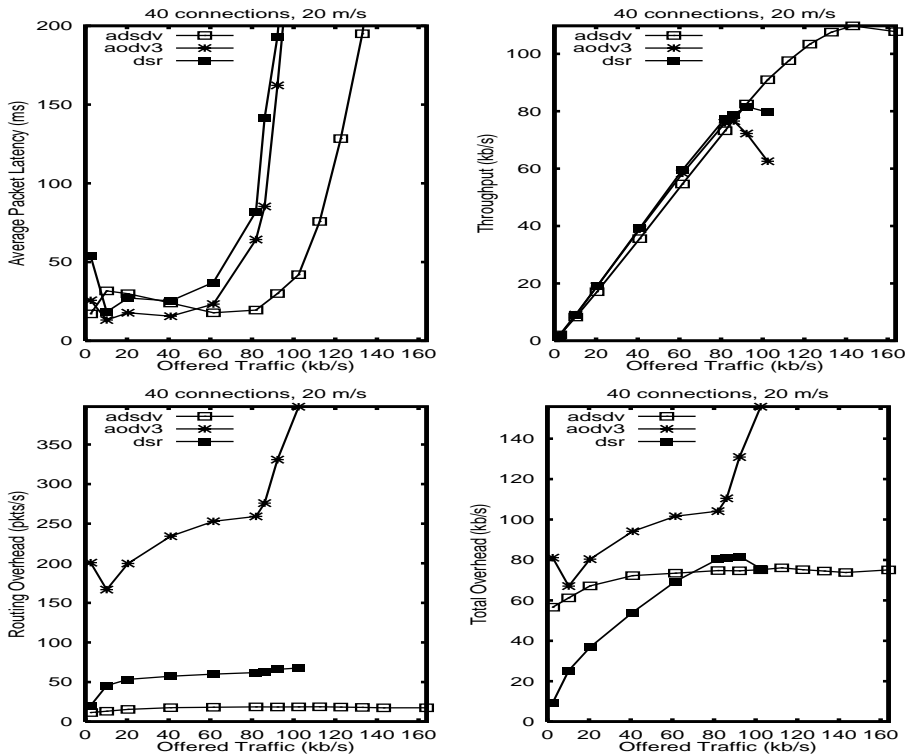 40 connections, 20 m/s
adsdv
aodv3
dsr
200
150
100
50
0
Average Packet Latency (ms)
0 20 40 60 80 100 120 140 160
Offered Traffic (kb/s)
40 connections, 20 m/s
adsdv
aodv3
dsr
100
80
60
40
20
0
Throughput (kb/s)
0 20 40 60 80 100 120 140 160
Offered Traffic (kb/s)
40 connections, 20 m/s
adsdv
aodv3
dsr
350
300
250
200
150
100
50
0
Routing Overhead (pkts/s)
0 20 40 60 80 100 120 140 160
Offered Traffic (kb/s)
40 connections, 20 m/s
adsdv
aodv3
dsr
140
120
100
80
60
40
20
0
Total Overhead (kb/s)
0 20 40 60 80 100 120 140 160
Offered Traffic (kb/s)